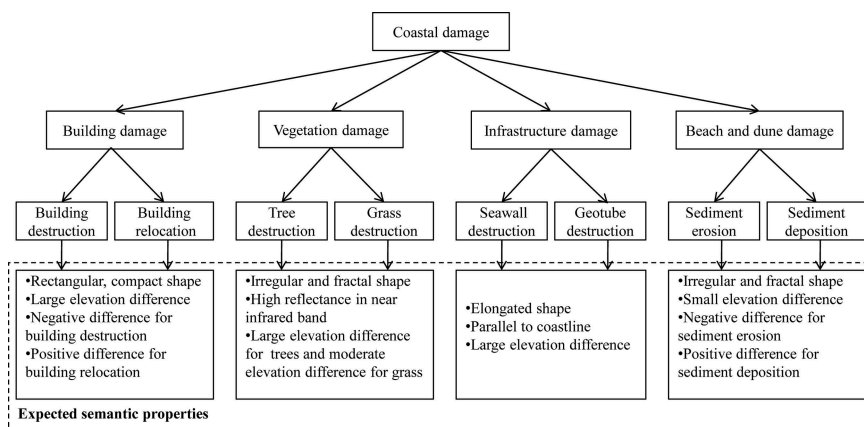 Coastal damage
Building damage
Vegetation damage
Infrastructure damage
Beach and dune damage
Building
destruction
Building
relocation
Tree
destruction
Grass
destruction
Seawall
destruction
Geotube
destruction
Sediment
erosion
Sediment
deposition
•Rectangular, compact shape
•Large elevation difference
•Negative difference for
building destruction
•Positive difference for
building relocation
•Irregular and fractal shape
•High reflectance in near
infrared band
•Large elevation difference
for trees and moderate
elevation difference for grass
•Elongated shape
•Parallel to coastline
•Large elevation difference
•Irregular and fractal shape
•Small elevation difference
•Negative difference for
sediment erosion
•Positive difference for
sediment deposition
Expected semantic properties